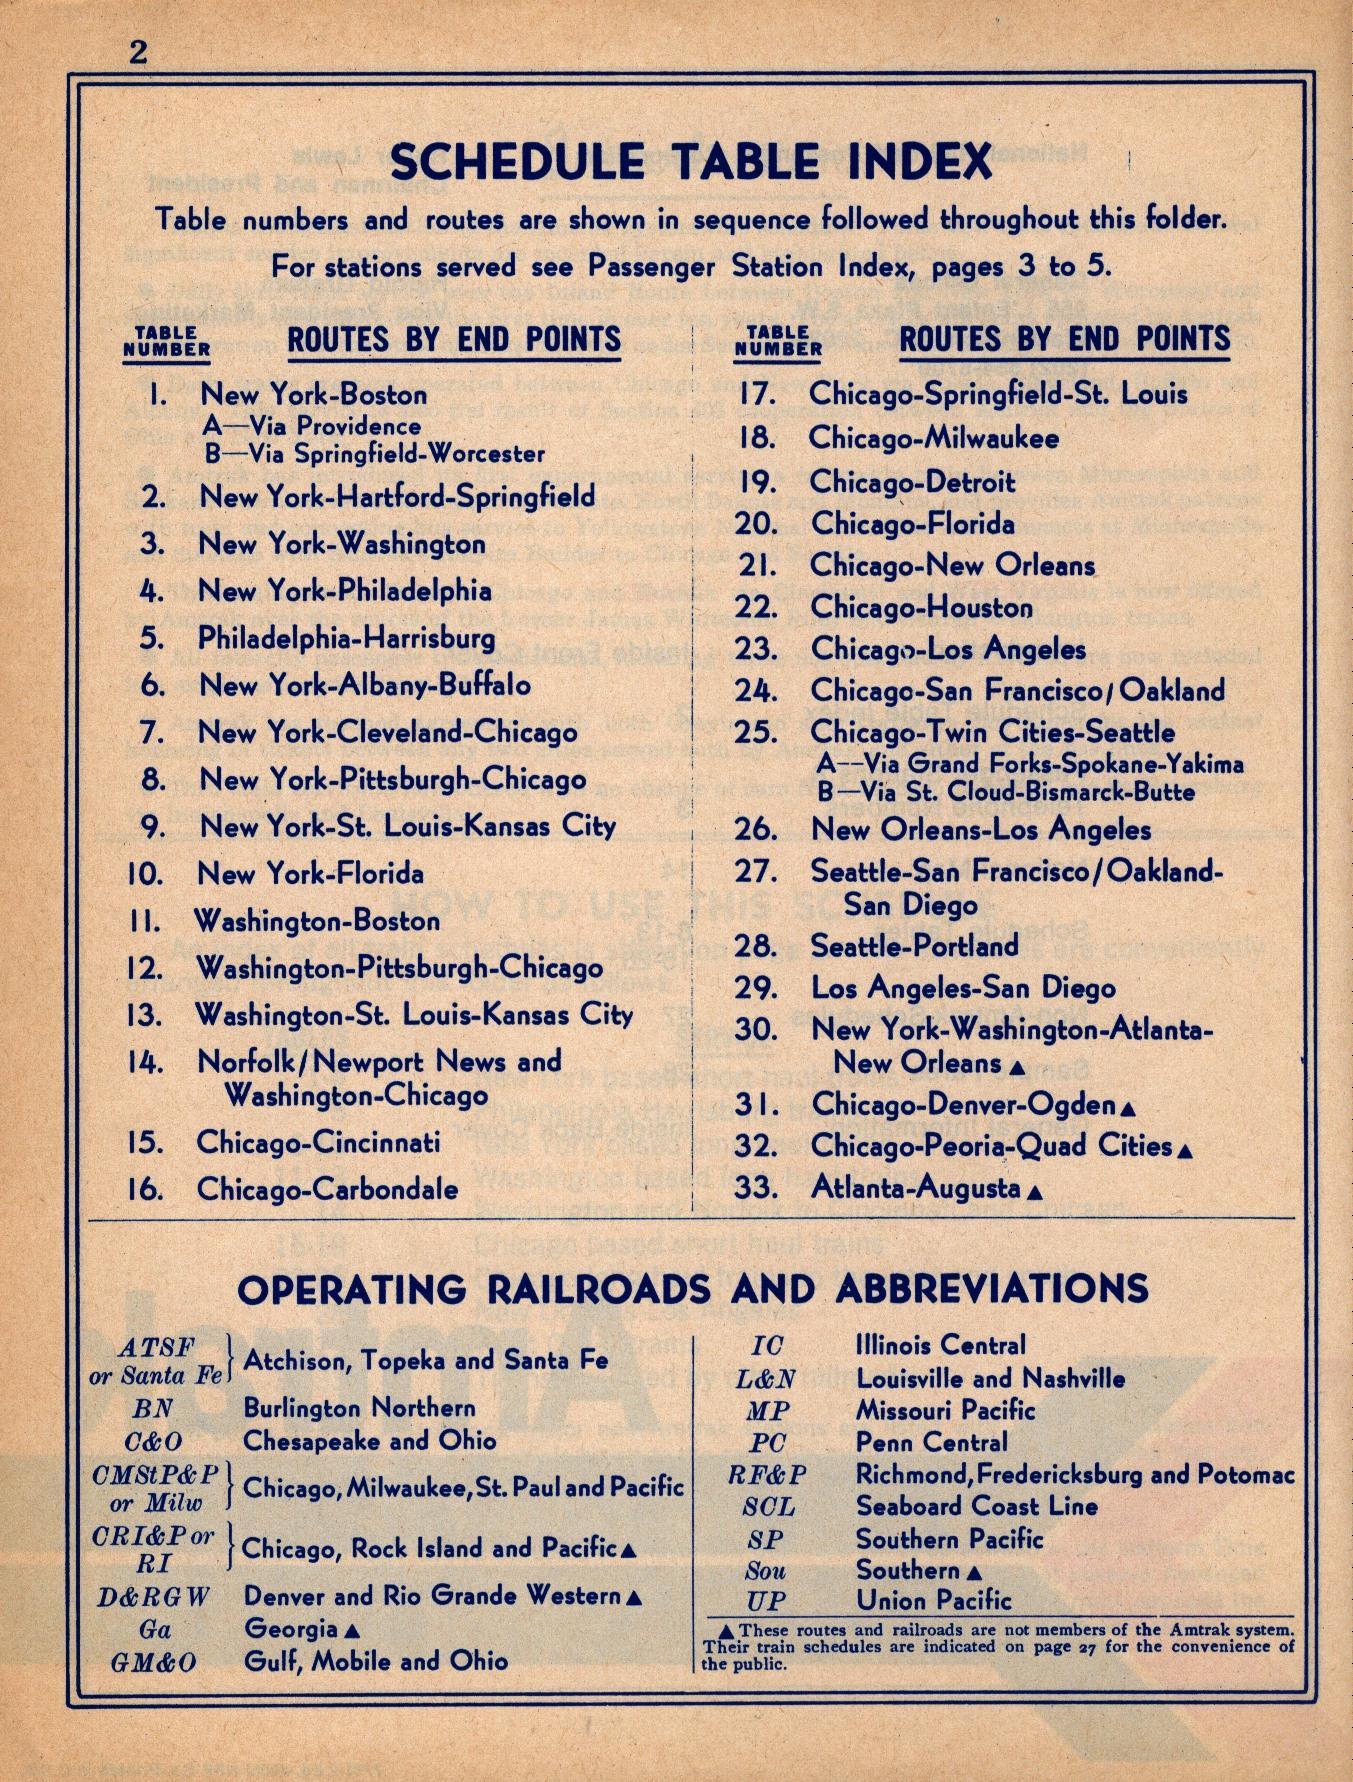 2
SCHEDULE TABLE INDEX
Table numbers and routes are shown in sequence followed throughout this folder.
For stations served see Passenger Station Index, pages 3 to 5.
TABLE NUMBER ROUTES BY END POINTS
1. New York-Boston
A—Via Providence
B—Via Springfield-Worcester
2. New York-Hartford-Springfield
3. New York-Washington
4. New York-Philadelphia
5. Philadelphia-Harrisburg
6. New York-Albany-Buffalo
7. New York-Cleveland-Chicago
8. New York-Pittsburgh-Chicago
9. New York-St. Louis-Kansas City
10. New York-Florida
11. Washington-Boston
12. Washington-Pittsburgh-Chicago
13. Washington-St. Louis-Kansas City
14. Norfolk/Newport News and
Washington-Chicago
15. Chicago-Cincinnati
16. Chicago-Carbondale
TABLE NUMBER ROUTES BY END POINTS
17. Chicago-Springfield-St. Louis
18. Chicago-Milwaukee
19. Chicago-Detroit
20. Chicago-Florida
21. Chicago-New Orleans
22. Chicago-Houston
23. Chicago-Los Angeles
24. Chicago-San Francisco/Oakland
25. Chicago-Twin Cities-Seattle
A--Via Grand Forks-Spokane-Yakima
B—Via St. Cloud-Bismarck-Butte
26. New Orleans-Los Angeles
27. Seattle-San Francisco/Oakland-
San Diego
28. Seattle-Portland
29. Los Angeles-San Diego
30. New York-Washington-Atlanta-
New Orleans ▲
31. Chicago-Denver-Ogden ▲
32. Chicago-Peoria-Quad Cities ▲
33. Atlanta-Augusta ▲
OPERATING RAILROADS AND ABBREVIATIONS
ATSF
or Santa Fe } Atchison, Topeka and Santa Fe
BN Burlington Northern
C&O Chesapeake and Ohio
CMStP&P
or Milw } Chicago, Milwaukee, St. Paul and Pacific
CRI&P or
RI } Chicago, Rock Island and Pacific ▲
D&RGW Denver and Rio Grande Western ▲
Ga Georgia ▲
GM&O Gulf, Mobile and Ohio
IC Illinois Central
L&N Louisville and Nashville
MP Missouri Pacific
PC Penn Central
RF&P Richmond, Fredericksburg and Potomac
SCL Seaboard Coast Line
SP Southern Pacific
Sou Southern ▲
UP Union Pacific
▲ These routes and railroads are not members of the Amtrak system.
Their train schedules are indicated on page 27 for the convenience of
the public.